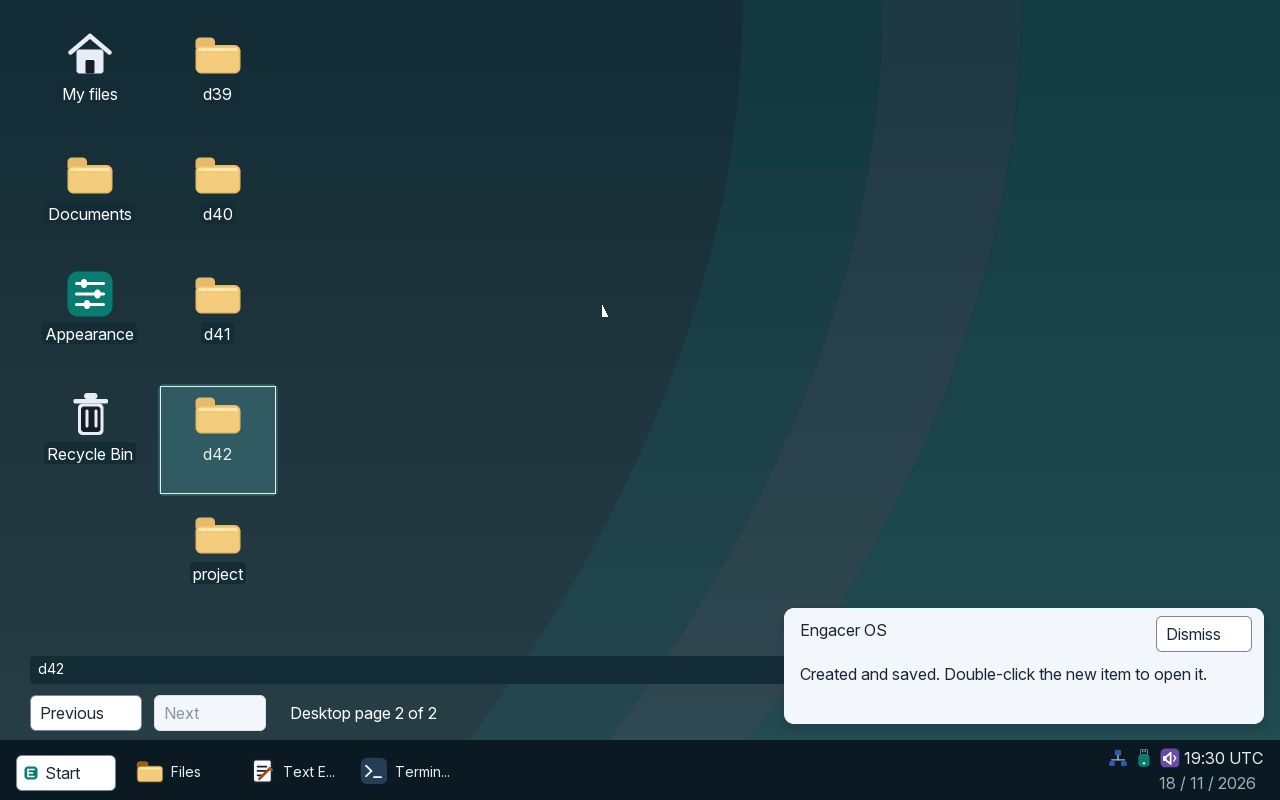 My files
d39
Documents
d40
Appearance
d41
Recycle Bin
d42
project
Engacer OS
Dismiss
Created and saved. Double-click the new item to open it.
d42
Previous
Next
Desktop page 2 of 2
Start
Files
Text E...
Termin...
19:30 UTC
18 / 11 / 2026